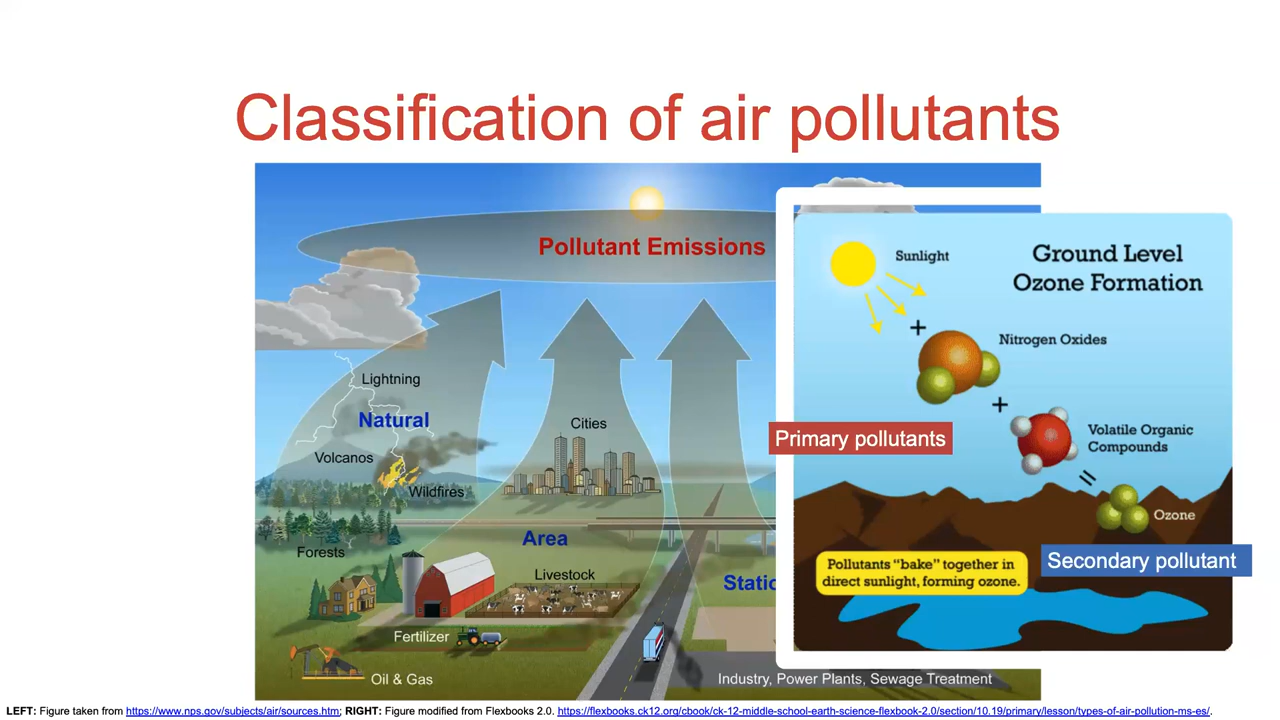 Classification of air pollutants
Pollutant Emissions
Lightning
Natural
Volcanos
Wildfires
Forests
Cities
Area
Livestock
Fertilizer
Oil & Gas
Industry, Power Plants, Sewage Treatment
Ground Level
Ozone Formation
Sunlight
+
Nitrogen Oxides
+
Primary pollutants
Volatile Organic
Compounds
=
Ozone
Secondary pollutant
Pollutants “bake” together in
direct sunlight, forming ozone.
LEFT: Figure taken from https://www.nps.gov/subjects/air/sources.htm; RIGHT: Figure modified from Flexbooks 2.0. https://flexbooks.ck12.org/cbook/ck-12-middle-school-earth-science-flexbook-2.0/section/10.19/primary/lesson/types-of-air-pollution-ms-es/.